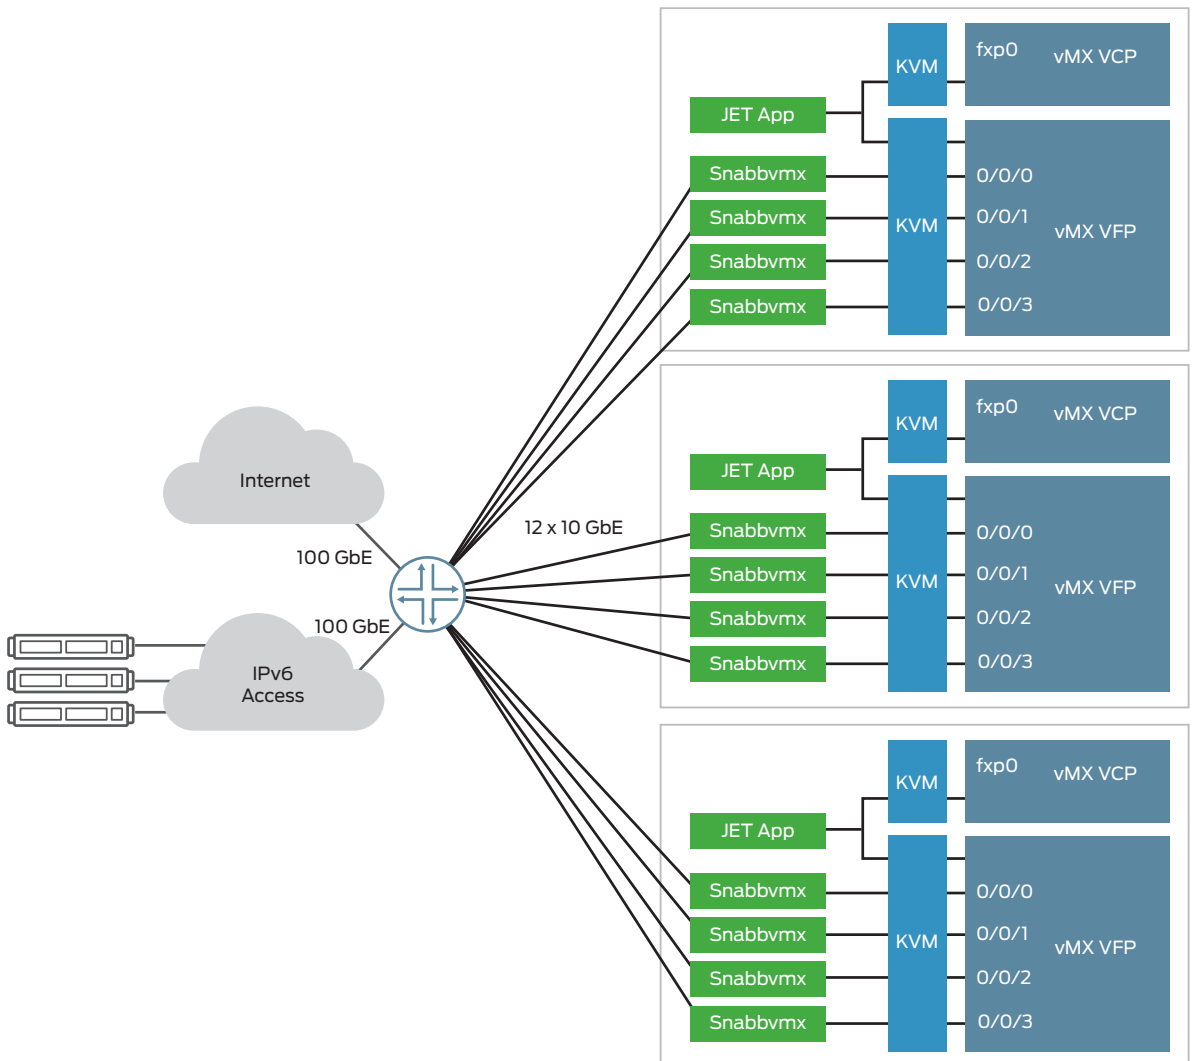 KVM
fxp0
vMX VCP
JET App
Snabbvmx
Snabbvmx
Snabbvmx
Snabbvmx
KVM
0/0/0
0/0/1
0/0/2
0/0/3
vMX VFP
KVM
fxp0
vMX VCP
JET App
Snabbvmx
Snabbvmx
Snabbvmx
Snabbvmx
KVM
0/0/0
0/0/1
0/0/2
0/0/3
vMX VFP
Internet
100 GbE
12 x 10 GbE
100 GbE
IPv6
Access
KVM
fxp0
vMX VCP
JET App
Snabbvmx
Snabbvmx
Snabbvmx
Snabbvmx
KVM
0/0/0
0/0/1
0/0/2
0/0/3
vMX VFP